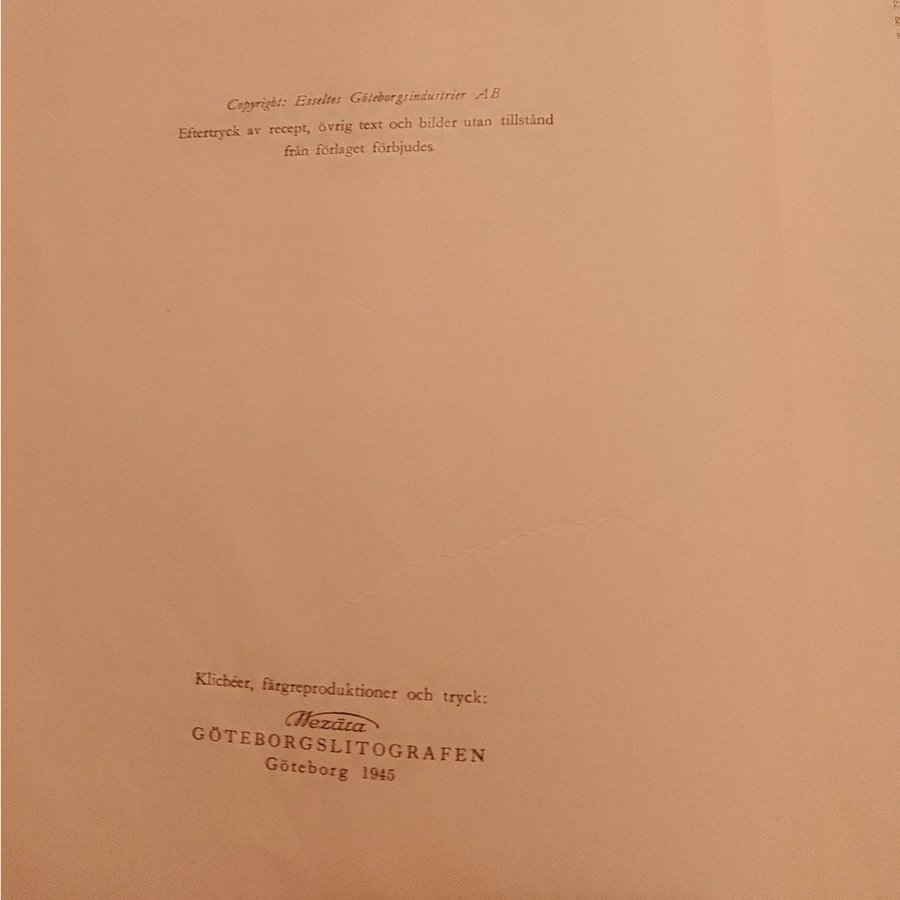 Copyright: Esseltes Göteborgsindustrier AB
Eftertryck av recept, övrig text och bilder utan tillstånd
från förlaget förbjudes
Klichéer, färgreproduktioner och tryck:
Wezäta
GÖTEBORGSLITOGRAFEN
Göteborg 1945